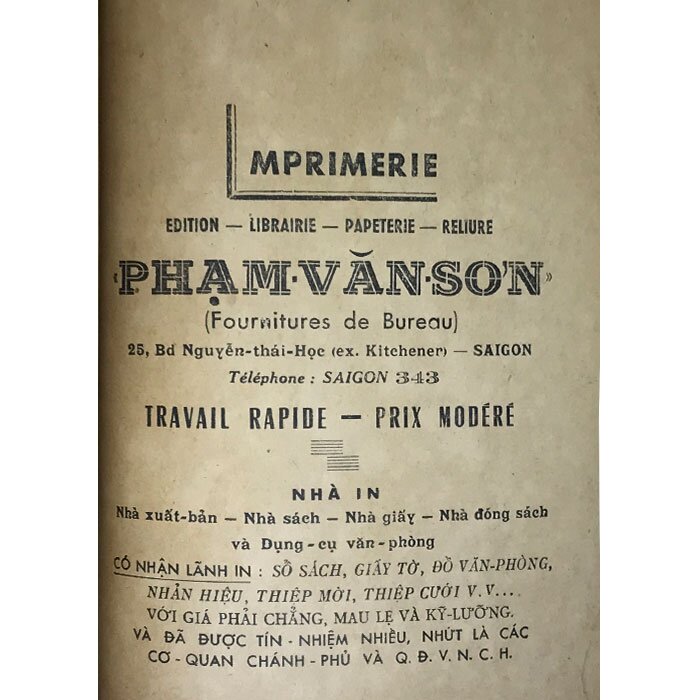 IMPRIMERIE
EDITION — LIBRAIRIE — PAPETERIE — RELIURE
« PHẠM-VĂN-SƠN »
(Fournitures de Bureau)
25, Bd Nguyễn-thái-Học (ex. Kitchener) — SAIGON
Téléphone : SAIGON 343
TRAVAIL RAPIDE — PRIX MODÉRÉ
NHÀ IN
Nhà xuất-bản — Nhà sách — Nhà giấy — Nhà đóng sách
và Dụng-cụ văn-phòng
CÓ NHẬN LÃNH IN : SỔ SÁCH, GIẤY TỜ, ĐỒ VĂN-PHÒNG,
NHẢN HIỆU, THIỆP MỜI, THIỆP CƯỚI V.V...
VỚI GIÁ PHẢI CHẲNG, MAU LẸ VÀ KỸ-LƯỠNG.
VÀ ĐÃ ĐƯỢC TÍN - NHIỆM NHIỀU, NHỨT LÀ CÁC
CƠ - QUAN CHÁNH - PHỦ VÀ Q. Đ. V. N. C. H.